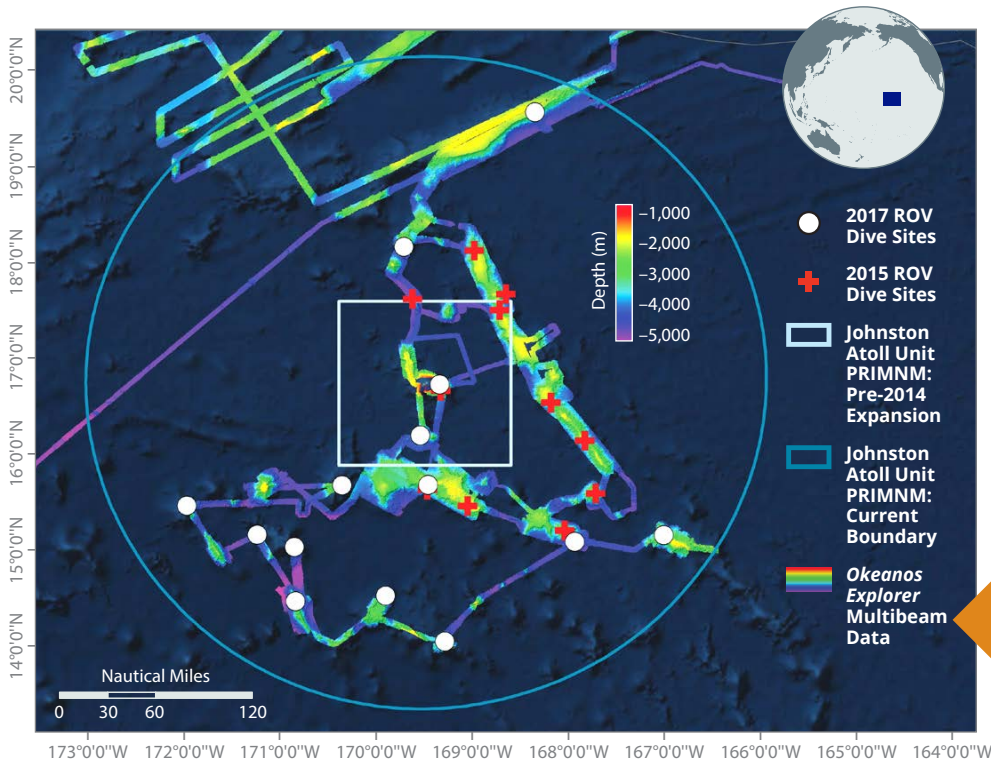 20°0'0"N
19°0'0"N
18°0'0"N
17°0'0"N
16°0'0"N
15°0'0"N
14°0'0"N
Depth (m)
–1,000
–2,000
–3,000
–4,000
–5,000
2017 ROV
Dive Sites
2015 ROV
Dive Sites
Johnston
Atoll Unit
PRIMNM:
Pre-2014
Expansion
Johnston
Atoll Unit
PRIMNM:
Current
Boundary
Okeanos
Explorer
Multibeam
Data
Nautical Miles
0 30 60 120
173°0'0"W 172°0'0"W 171°0'0"W 170°0'0"W 169°0'0"W 168°0'0"W 167°0'0"W 166°0'0"W 165°0'0"W 164°0'0"W